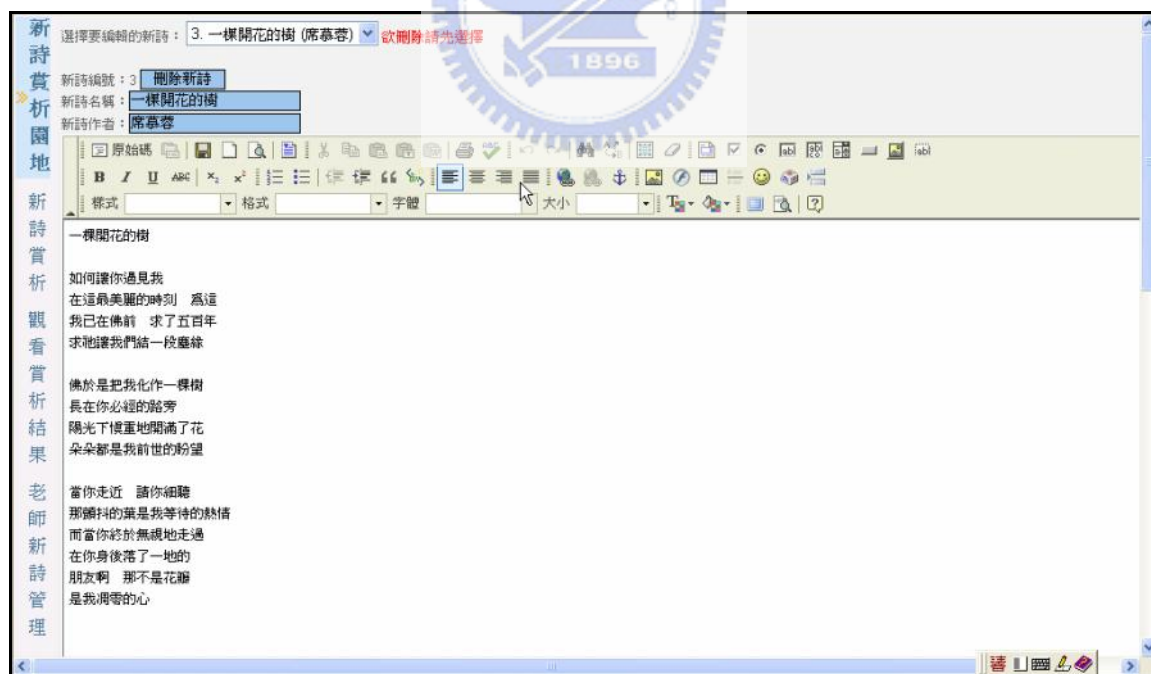 新詩賞析園地
新詩賞析
觀看賞析結果
老師新詩管理
選擇要編輯的新詩： 3. 一棵開花的樹 (席慕蓉) 欲刪除請先選擇
新詩編號：3 刪除新詩
新詩名稱：一棵開花的樹
新詩作者：席慕蓉
原始碼
B I U ABC
樣式 格式 字體 大小
一棵開花的樹
如何讓你遇見我
在這最美麗的時刻　為這
我已在佛前　求了五百年
求祂讓我們結一段塵緣
佛於是把我化作一棵樹
長在你必經的路旁
陽光下慎重地開滿了花
朵朵都是我前世的盼望
當你走近　請你細聽
那顫抖的葉是我等待的熱情
而當你終於無視地走過
在你身後落了一地的
朋友啊　那不是花瓣
是我凋零的心
1896